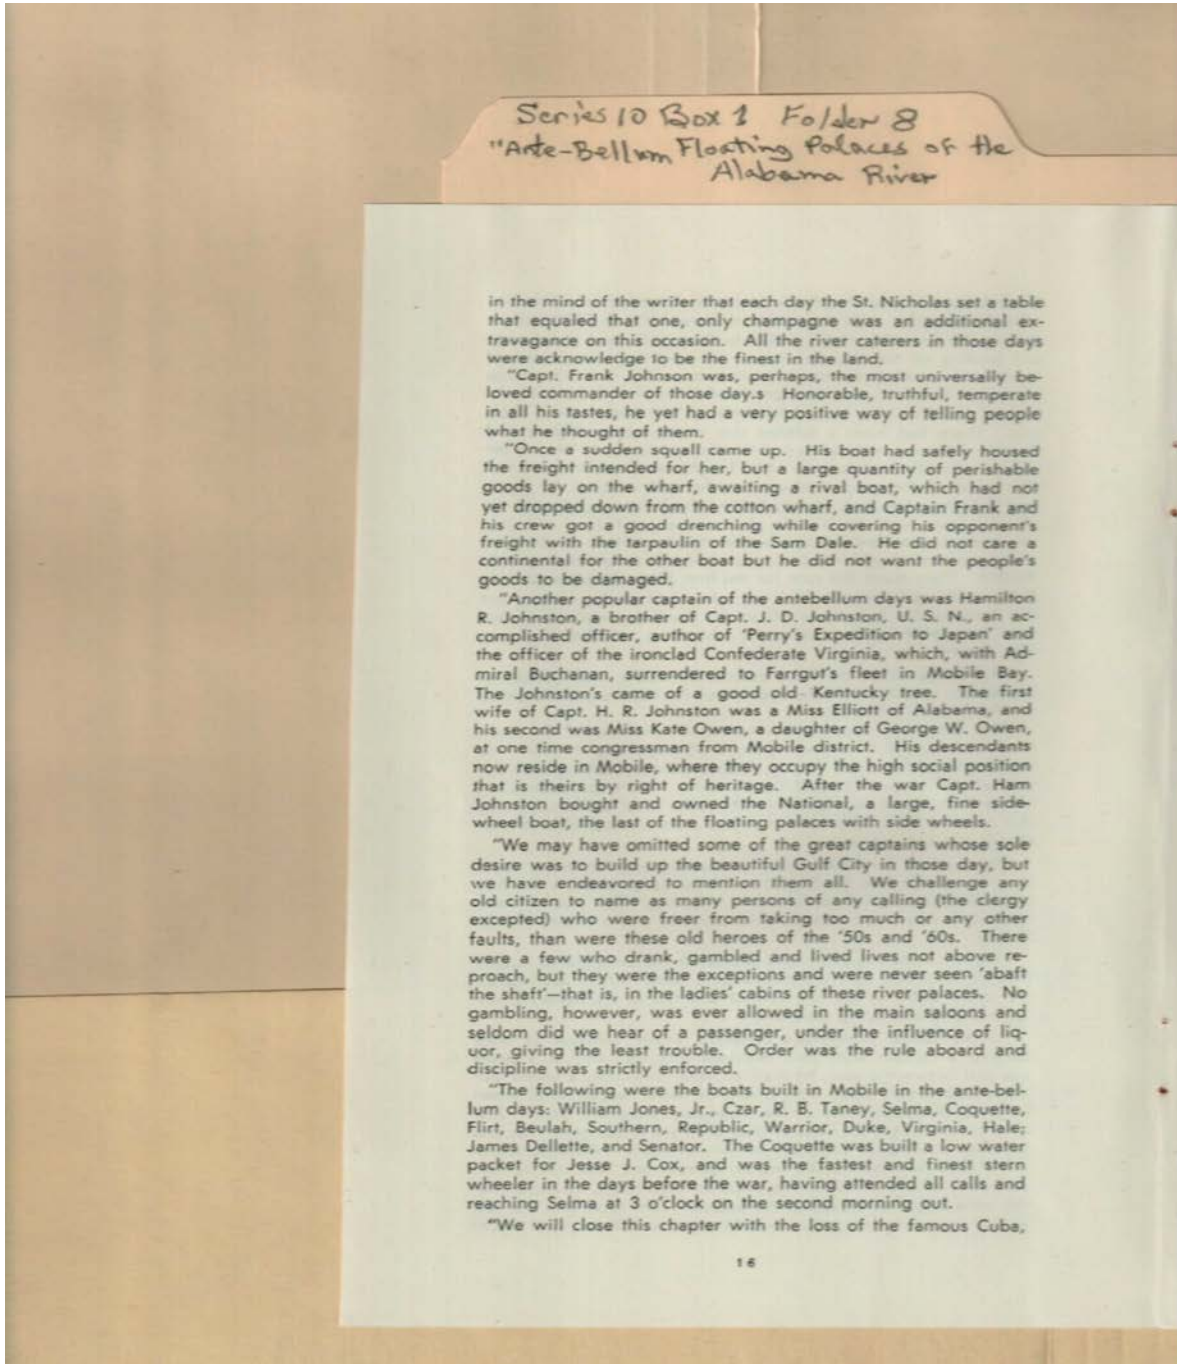 Series 10 Box 1 Folder 8
"Ante-Bellum Floating Palaces of the
Alabama River
in the mind of the writer that each day the St. Nicholas set a table
that equaled that one, only champagne was an additional ex-
travagance on this occasion. All the river caterers in those days
were acknowledge to be the finest in the land.
"Capt. Frank Johnson was, perhaps, the most universally be-
loved commander of those day.s Honorable, truthful, temperate
in all his tastes, he yet had a very positive way of telling people
what he thought of them.
"Once a sudden squall came up. His boat had safely housed
the freight intended for her, but a large quantity of perishable
goods lay on the wharf, awaiting a rival boat, which had not
yet dropped down from the cotton wharf, and Captain Frank and
his crew got a good drenching while covering his opponent's
freight with the tarpaulin of the Sam Dale. He did not care a
continental for the other boat but he did not want the people's
goods to be damaged.
"Another popular captain of the antebellum days was Hamilton
R. Johnston, a brother of Capt. J. D. Johnston, U. S. N., an ac-
complished officer, author of 'Perry's Expedition to Japan' and
the officer of the ironclad Confederate Virginia, which, with Ad-
miral Buchanan, surrendered to Farrgut's fleet in Mobile Bay.
The Johnston's came of a good old Kentucky tree. The first
wife of Capt. H. R. Johnston was a Miss Elliott of Alabama, and
his second was Miss Kate Owen, a daughter of George W. Owen,
at one time congressman from Mobile district. His descendants
now reside in Mobile, where they occupy the high social position
that is theirs by right of heritage. After the war Capt. Ham
Johnston bought and owned the National, a large, fine side-
wheel boat, the last of the floating palaces with side wheels.
"We may have omitted some of the great captains whose sole
desire was to build up the beautiful Gulf City in those day, but
we have endeavored to mention them all. We challenge any
old citizen to name as many persons of any calling (the clergy
excepted) who were freer from taking too much or any other
faults, than were these old heroes of the '50s and '60s. There
were a few who drank, gambled and lived lives not above re-
proach, but they were the exceptions and were never seen 'abaft
the shaft'—that is, in the ladies' cabins of these river palaces. No
gambling, however, was ever allowed in the main saloons and
seldom did we hear of a passenger, under the influence of liq-
uor, giving the least trouble. Order was the rule aboard and
discipline was strictly enforced.
"The following were the boats built in Mobile in the ante-bel-
lum days: William Jones, Jr., Czar, R. B. Taney, Selma, Coquette,
Flirt, Beulah, Southern, Republic, Warrior, Duke, Virginia, Hale;
James Dellette, and Senator. The Coquette was built a low water
packet for Jesse J. Cox, and was the fastest and finest stern
wheeler in the days before the war, having attended all calls and
reaching Selma at 3 o'clock on the second morning out.
"We will close this chapter with the loss of the famous Cuba,
16